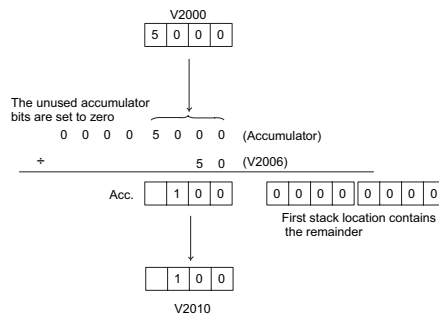 V2000
5 0 0 0
The unused accumulator
bits are set to zero
0 0 0 0 5 0 0 0 (Accumulator)
÷ 5 0 (V2006)
Acc. 1 0 0 0 0 0 0 0 0 0 0
First stack location contains
the remainder
1 0 0
V2010